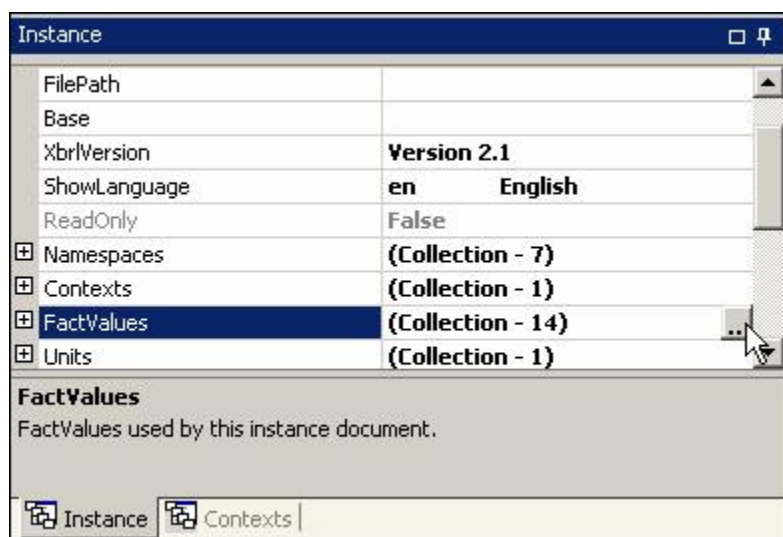 Instance
FilePath
Base
XbrlVersion Version 2.1
ShowLanguage en English
ReadOnly False
Namespaces (Collection - 7)
Contexts (Collection - 1)
FactValues (Collection - 14) ...
Units (Collection - 1)
FactValues
FactValues used by this instance document.
Instance Contexts